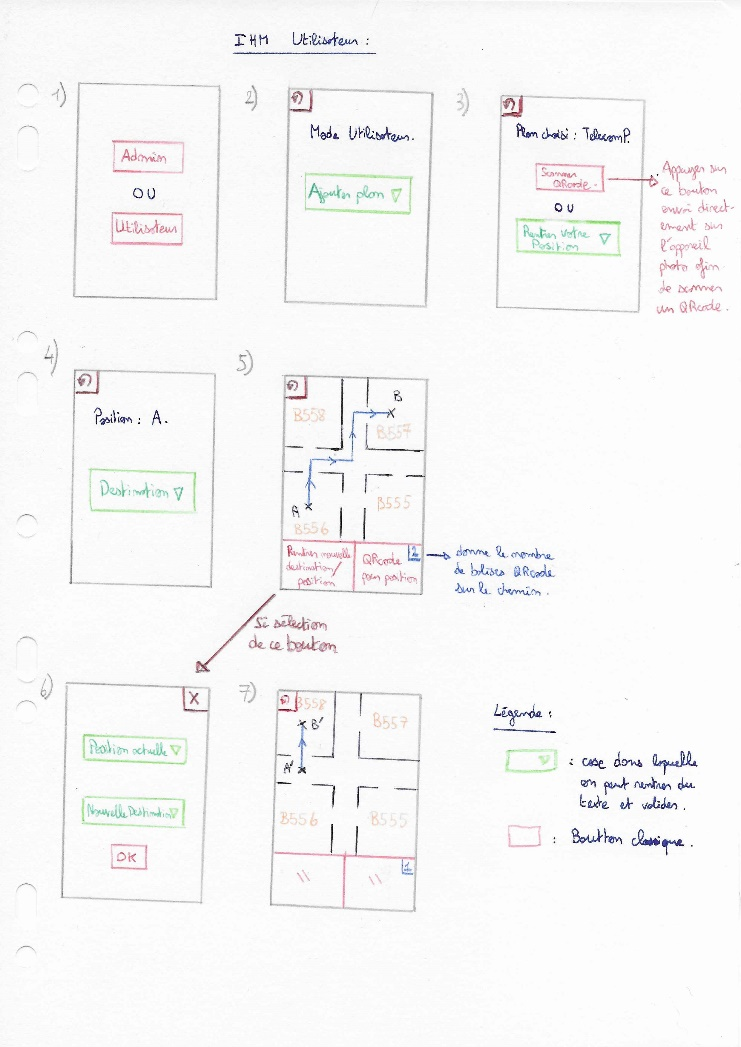 IHM Utilisateur :
1)
Admin
OU
Utilisateur
2)
Mode Utilisateur.
Ajouter plan
3)
Plan choisi : TelecomP.
Scanner
QRcode.
OU
Rentrer Votre
Position
Appuyer sur
ce bouton
envoi direct-
ement sur
l'appareil
photo afin
de scanner
un QRcode.
4)
Position : A.
Destination
5)
B558
B
B557
A
B556
B555
Rentrer nouvelle
destination/
position
QRcode
pour position
2
donne le nombre
de balises QRcode
sur le chemin.
Si sélection
de ce bouton
6)
X
Position actuelle
Nouvelle Destination
OK
7)
B558
B'
B557
A'
B556
B555
"
"
1
Légende :
: case dans laquelle
on peut rentrer du
texte et valider.
: Boutton classique.